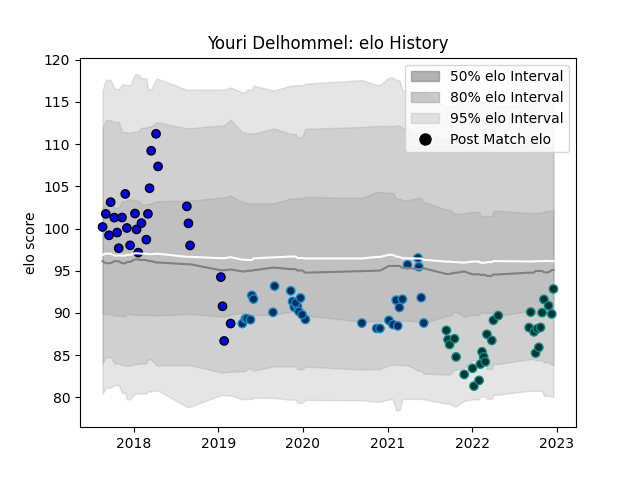 Youri Delhommel: elo History
120
115
110
105
100
95
90
85
80
elo score
50% elo Interval
80% elo Interval
95% elo Interval
Post Match elo
2018
2019
2020
2021
2022
2023